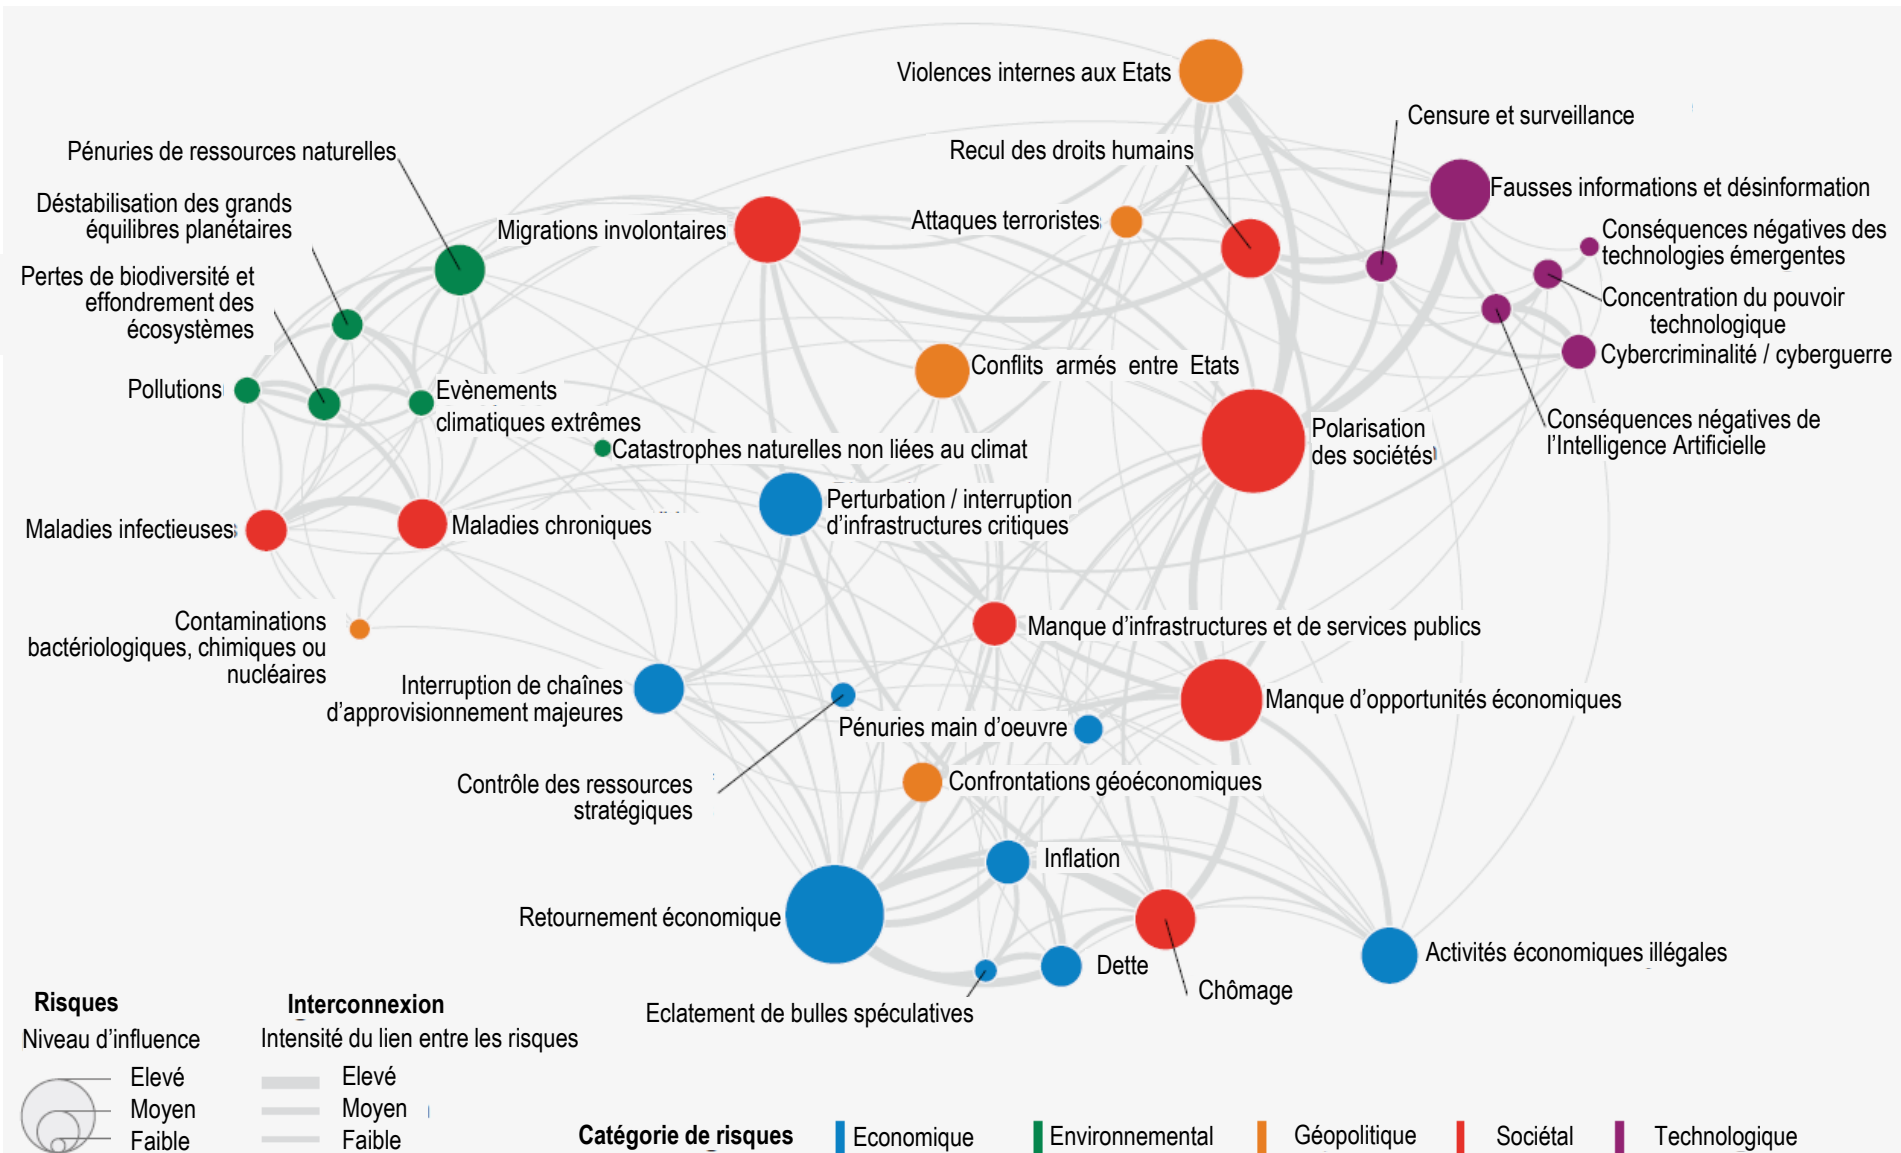 Violences internes aux Etats
Censure et surveillance
Pénuries de ressources naturelles
Recul des droits humains
Fausses informations et désinformation
Déstabilisation des grands
équilibres planétaires
Migrations involontaires
Attaques terroristes
Conséquences négatives des
technologies émergentes
Pertes de biodiversité et
effondrement des
écosystèmes
Concentration du pouvoir
technologique
Cybercriminalité / cyberguerre
Conflits armés entre Etats
Pollutions
Evènements
climatiques extrêmes
Conséquences négatives de
l’Intelligence Artificielle
Polarisation
des sociétés
Catastrophes naturelles non liées au climat
Perturbation / interruption
d’infrastructures critiques
Maladies infectieuses
Maladies chroniques
Contaminations
bactériologiques, chimiques ou
nucléaires
Manque d’infrastructures et de services publics
Interruption de chaînes
d’approvisionnement majeures
Manque d’opportunités économiques
Pénuries main d’oeuvre
Contrôle des ressources
stratégiques
Confrontations géoéconomiques
Inflation
Retournement économique
Dette
Activités économiques illégales
Chômage
Eclatement de bulles spéculatives
Risques
Niveau d’influence
Elevé
Moyen
Faible
Interconnexion
Intensité du lien entre les risques
Elevé
Moyen
Faible
Catégorie de risques
Economique
Environnemental
Géopolitique
Sociétal
Technologique